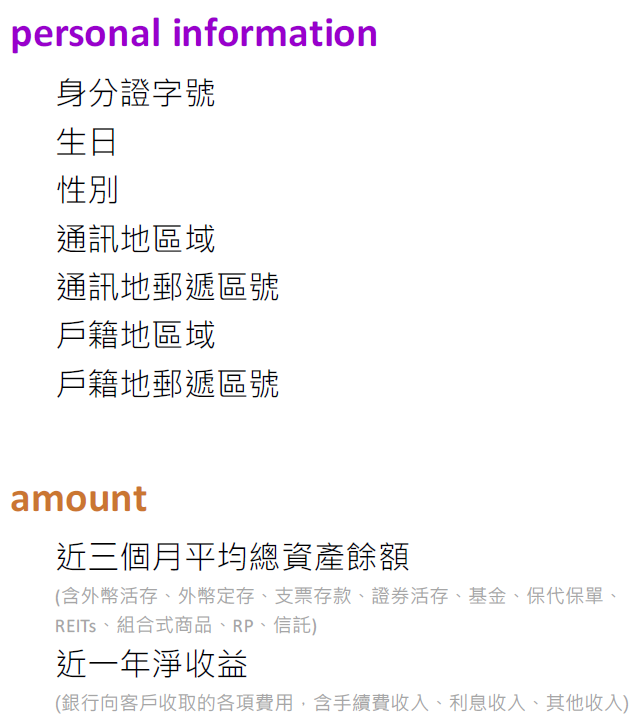 personal information
身分證字號
生日
性別
通訊地區域
通訊地郵遞區號
戶籍地區域
戶籍地郵遞區號
amount
近三個月平均總資產餘額
(含外幣活存、外幣定存、支票存款、證券活存、基金、保代保單、
REITs、組合式商品、RP、信託)
近一年淨收益
(銀行向客戶收取的各項費用，含手續費收入、利息收入、其他收入)